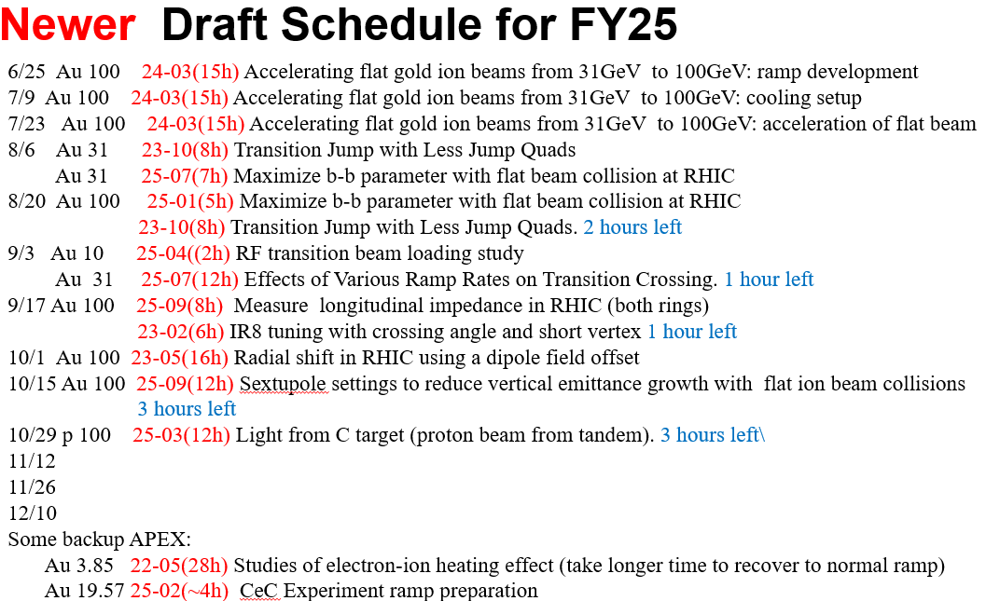 Newer Draft Schedule for FY25
6/25 Au 100 24-03(15h) Accelerating flat gold ion beams from 31GeV to 100GeV: ramp development
7/9 Au 100 24-03(15h) Accelerating flat gold ion beams from 31GeV to 100GeV: cooling setup
7/23 Au 100 24-03(15h) Accelerating flat gold ion beams from 31GeV to 100GeV: acceleration of flat beam
8/6 Au 31 23-10(8h) Transition Jump with Less Jump Quads
Au 31 25-07(7h) Maximize b-b parameter with flat beam collision at RHIC
8/20 Au 100 25-01(5h) Maximize b-b parameter with flat beam collision at RHIC
23-10(8h) Transition Jump with Less Jump Quads. 2 hours left
9/3 Au 10 25-04((2h) RF transition beam loading study
Au 31 25-07(12h) Effects of Various Ramp Rates on Transition Crossing. 1 hour left
9/17 Au 100 25-09(8h) Measure longitudinal impedance in RHIC (both rings)
23-02(6h) IR8 tuning with crossing angle and short vertex 1 hour left
10/1 Au 100 23-05(16h) Radial shift in RHIC using a dipole field offset
10/15 Au 100 25-09(12h) Sextupole settings to reduce vertical emittance growth with flat ion beam collisions
3 hours left
10/29 p 100 25-03(12h) Light from C target (proton beam from tandem). 3 hours left\
11/12
11/26
12/10
Some backup APEX:
Au 3.85 22-05(28h) Studies of electron-ion heating effect (take longer time to recover to normal ramp)
Au 19.57 25-02(~4h) CeC Experiment ramp preparation